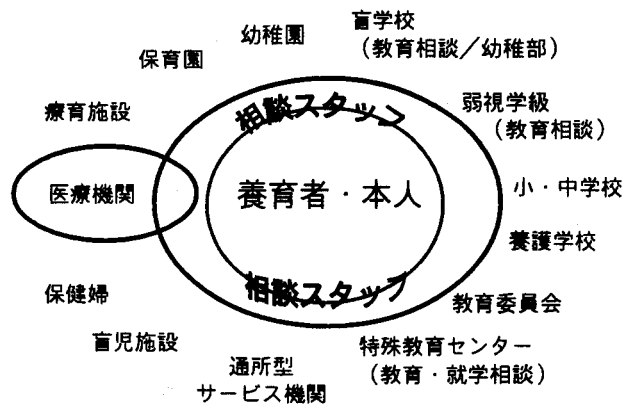 幼稚園
盲学校
（教育相談／幼稚部）
保育園
相談スタッフ
弱視学級
（教育相談）
療育施設
医療機関
養育者・本人
小・中学校
養護学校
保健婦
相談スタッフ
教育委員会
盲児施設
特殊教育センター
（教育・就学相談）
通所型
サービス機関